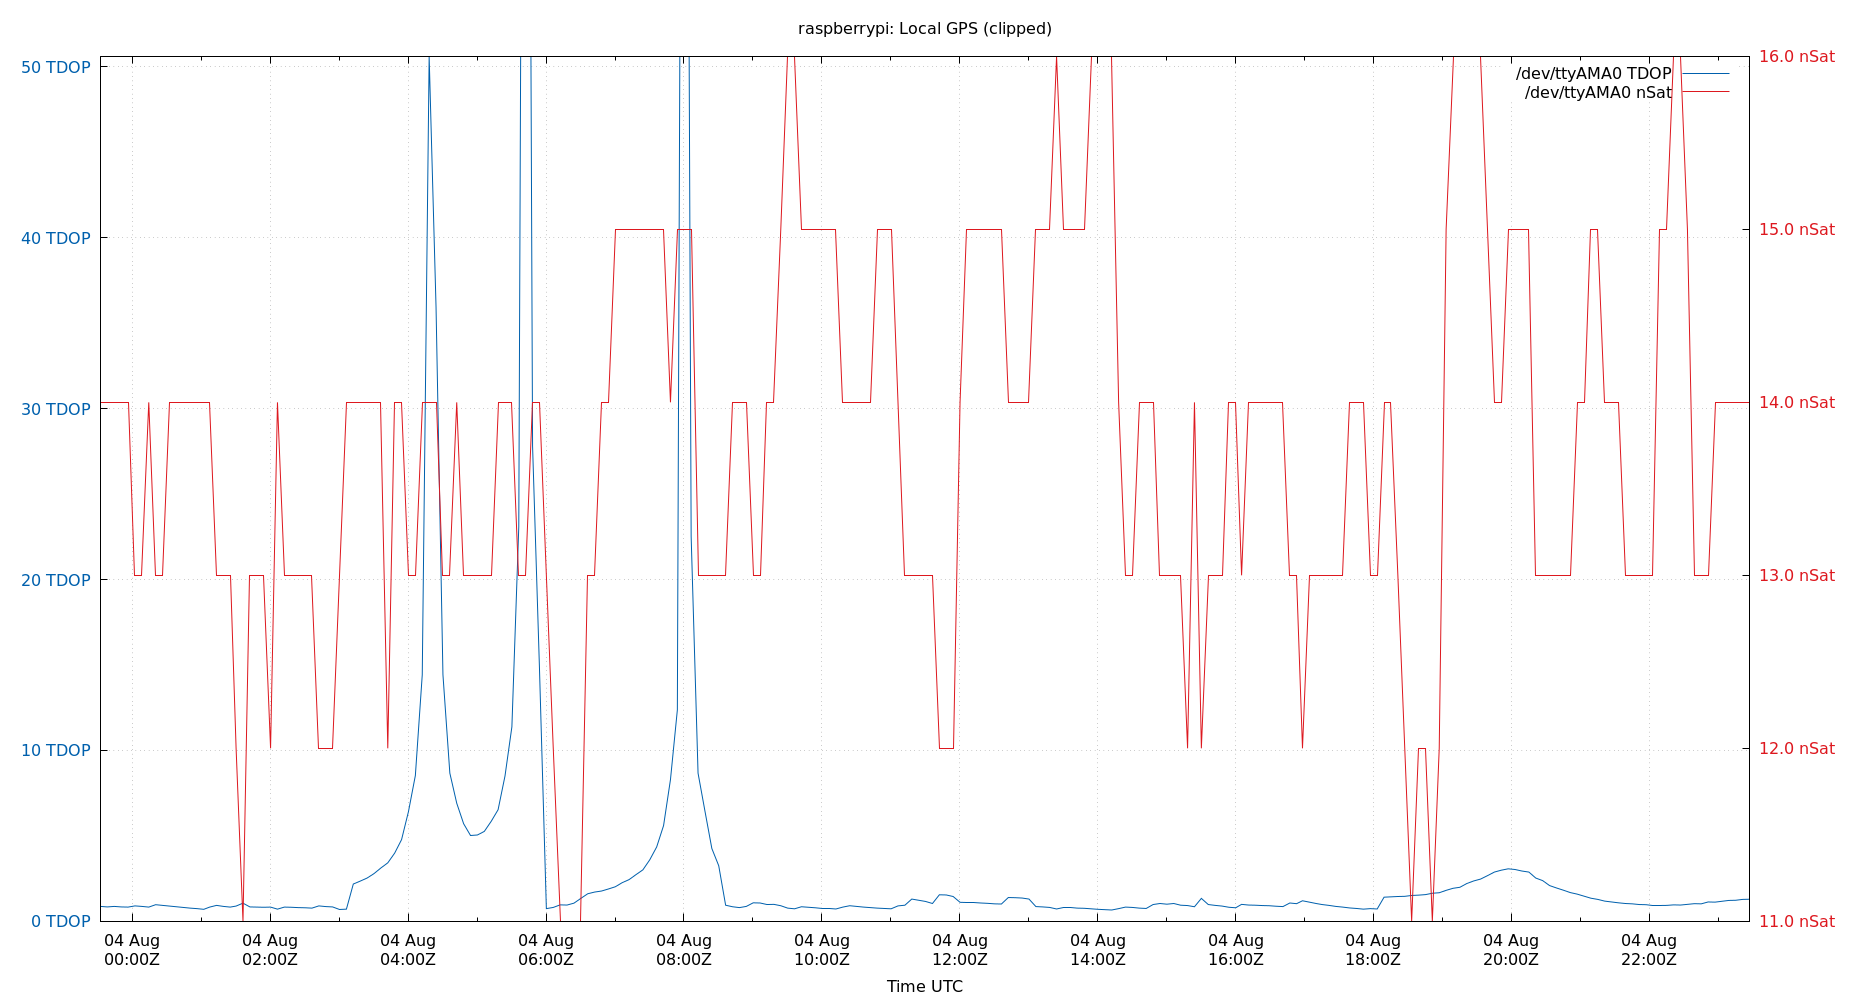 raspberrypi: Local GPS (clipped)
50 TDOP
40 TDOP
30 TDOP
20 TDOP
10 TDOP
0 TDOP
16.0 nSat
15.0 nSat
14.0 nSat
13.0 nSat
12.0 nSat
11.0 nSat
/dev/ttyAMA0 TDOP
/dev/ttyAMA0 nSat
04 Aug 04 Aug 04 Aug 04 Aug 04 Aug 04 Aug 04 Aug 04 Aug 04 Aug 04 Aug 04 Aug 04 Aug
00:00Z 02:00Z 04:00Z 06:00Z 08:00Z 10:00Z 12:00Z 14:00Z 16:00Z 18:00Z 20:00Z 22:00Z
Time UTC